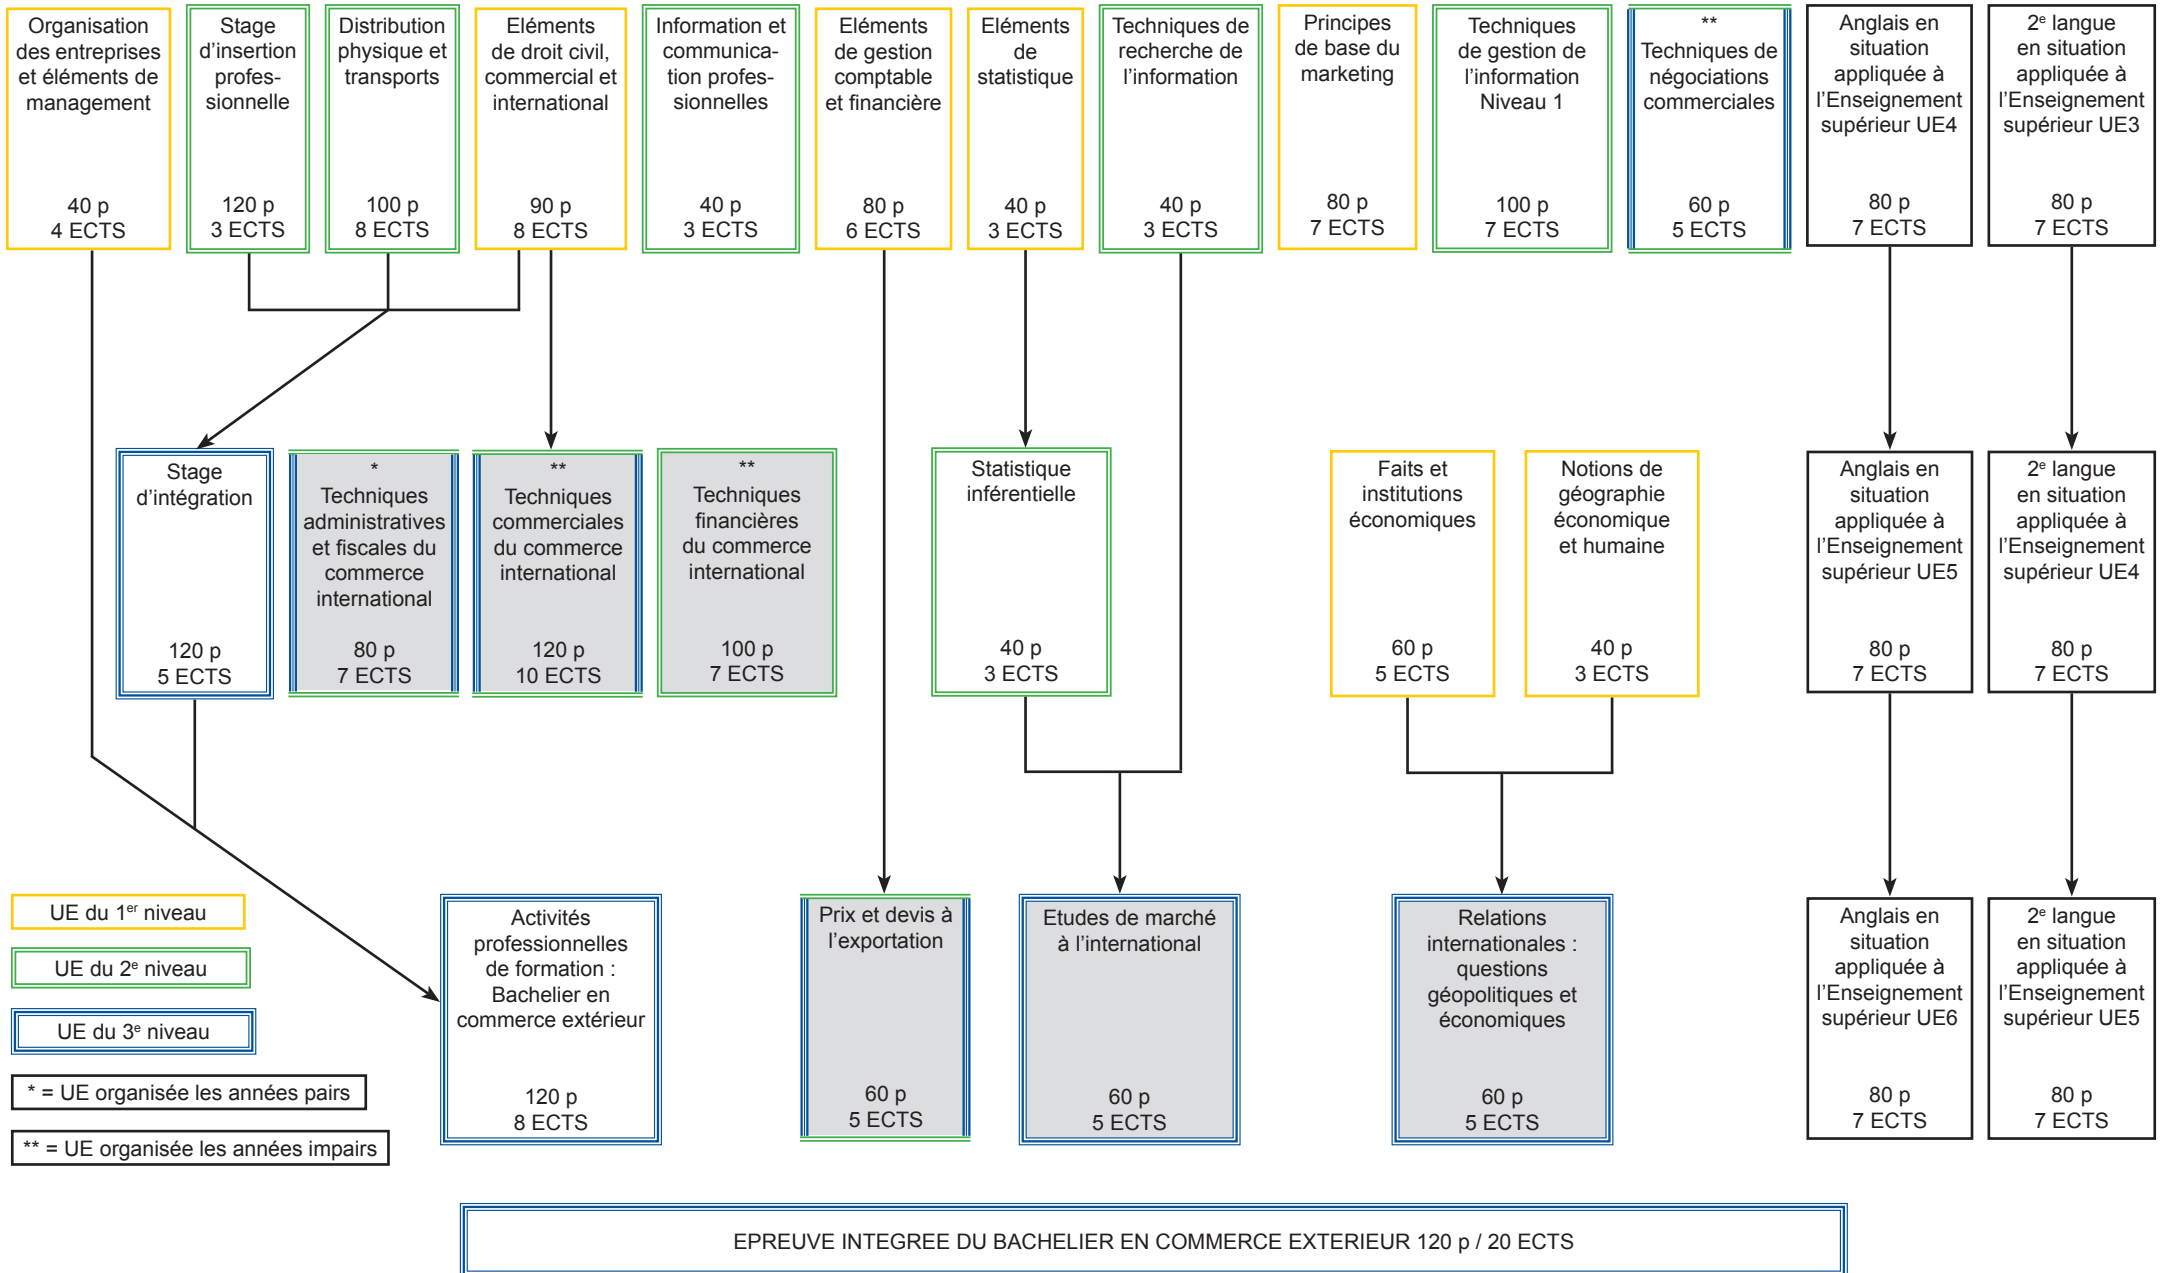 Organisation
des entreprises
et éléments de
management
40 p
4 ECTS
Stage
d'insertion
profes-
sionnelle
120 p
3 ECTS
Distribution
physique et
transports
100 p
8 ECTS
Eléments
de droit civil,
commercial et
international
90 p
8 ECTS
Information et
communica-
tion profes-
sionnelles
40 p
3 ECTS
Eléments
de gestion
comptable
et financière
80 p
6 ECTS
Eléments
de
statistique
40 p
3 ECTS
Techniques de
recherche de
l'information
40 p
3 ECTS
Principes
de base du
marketing
80 p
7 ECTS
Techniques
de gestion de
l'information
Niveau 1
100 p
7 ECTS
**
Techniques de
négociations
commerciales
60 p
5 ECTS
Anglais en
situation
appliquée à
l'Enseignement
supérieur UE4
80 p
7 ECTS
2e langue
en situation
appliquée à
l'Enseignement
supérieur UE3
80 p
7 ECTS
Stage
d'intégration
120 p
5 ECTS
*
Techniques
administratives
et fiscales du
commerce
international
80 p
7 ECTS
**
Techniques
commerciales
du commerce
international
120 p
10 ECTS
**
Techniques
financières
du commerce
international
100 p
7 ECTS
Statistique
inférentielle
40 p
3 ECTS
Faits et
institutions
économiques
60 p
5 ECTS
Notions de
géographie
économique
et humaine
40 p
3 ECTS
Anglais en
situation
appliquée à
l'Enseignement
supérieur UE5
80 p
7 ECTS
2e langue
en situation
appliquée à
l'Enseignement
supérieur UE4
80 p
7 ECTS
UE du 1er niveau
UE du 2e niveau
UE du 3e niveau
* = UE organisée les années pairs
** = UE organisée les années impairs
Activités
professionnelles
de formation :
Bachelier en
commerce extérieur
120 p
8 ECTS
Prix et devis à
l'exportation
60 p
5 ECTS
Etudes de marché
à l'international
60 p
5 ECTS
Relations
internationales :
questions
géopolitiques et
économiques
60 p
5 ECTS
Anglais en
situation
appliquée à
l'Enseignement
supérieur UE6
80 p
7 ECTS
2e langue
en situation
appliquée à
l'Enseignement
supérieur UE5
80 p
7 ECTS
EPREUVE INTEGREE DU BACHELIER EN COMMERCE EXTERIEUR 120 p / 20 ECTS